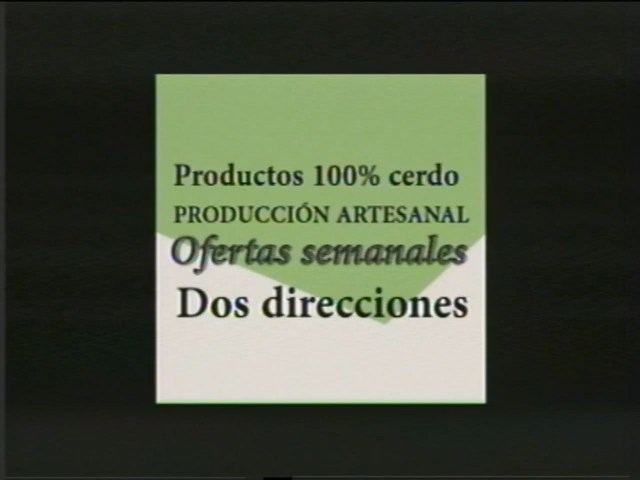 Productos 100% cerdo
PRODUCCIÓN ARTESANAL
Ofertas semanales
Dos direcciones